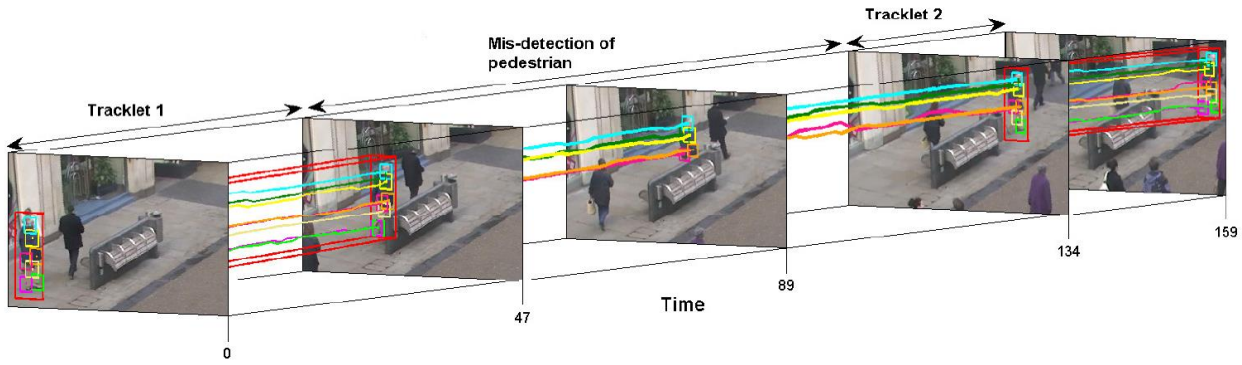 Tracklet 2
Mis-detection of
pedestrian
Tracklet 1
Time
0
47
89
134
159